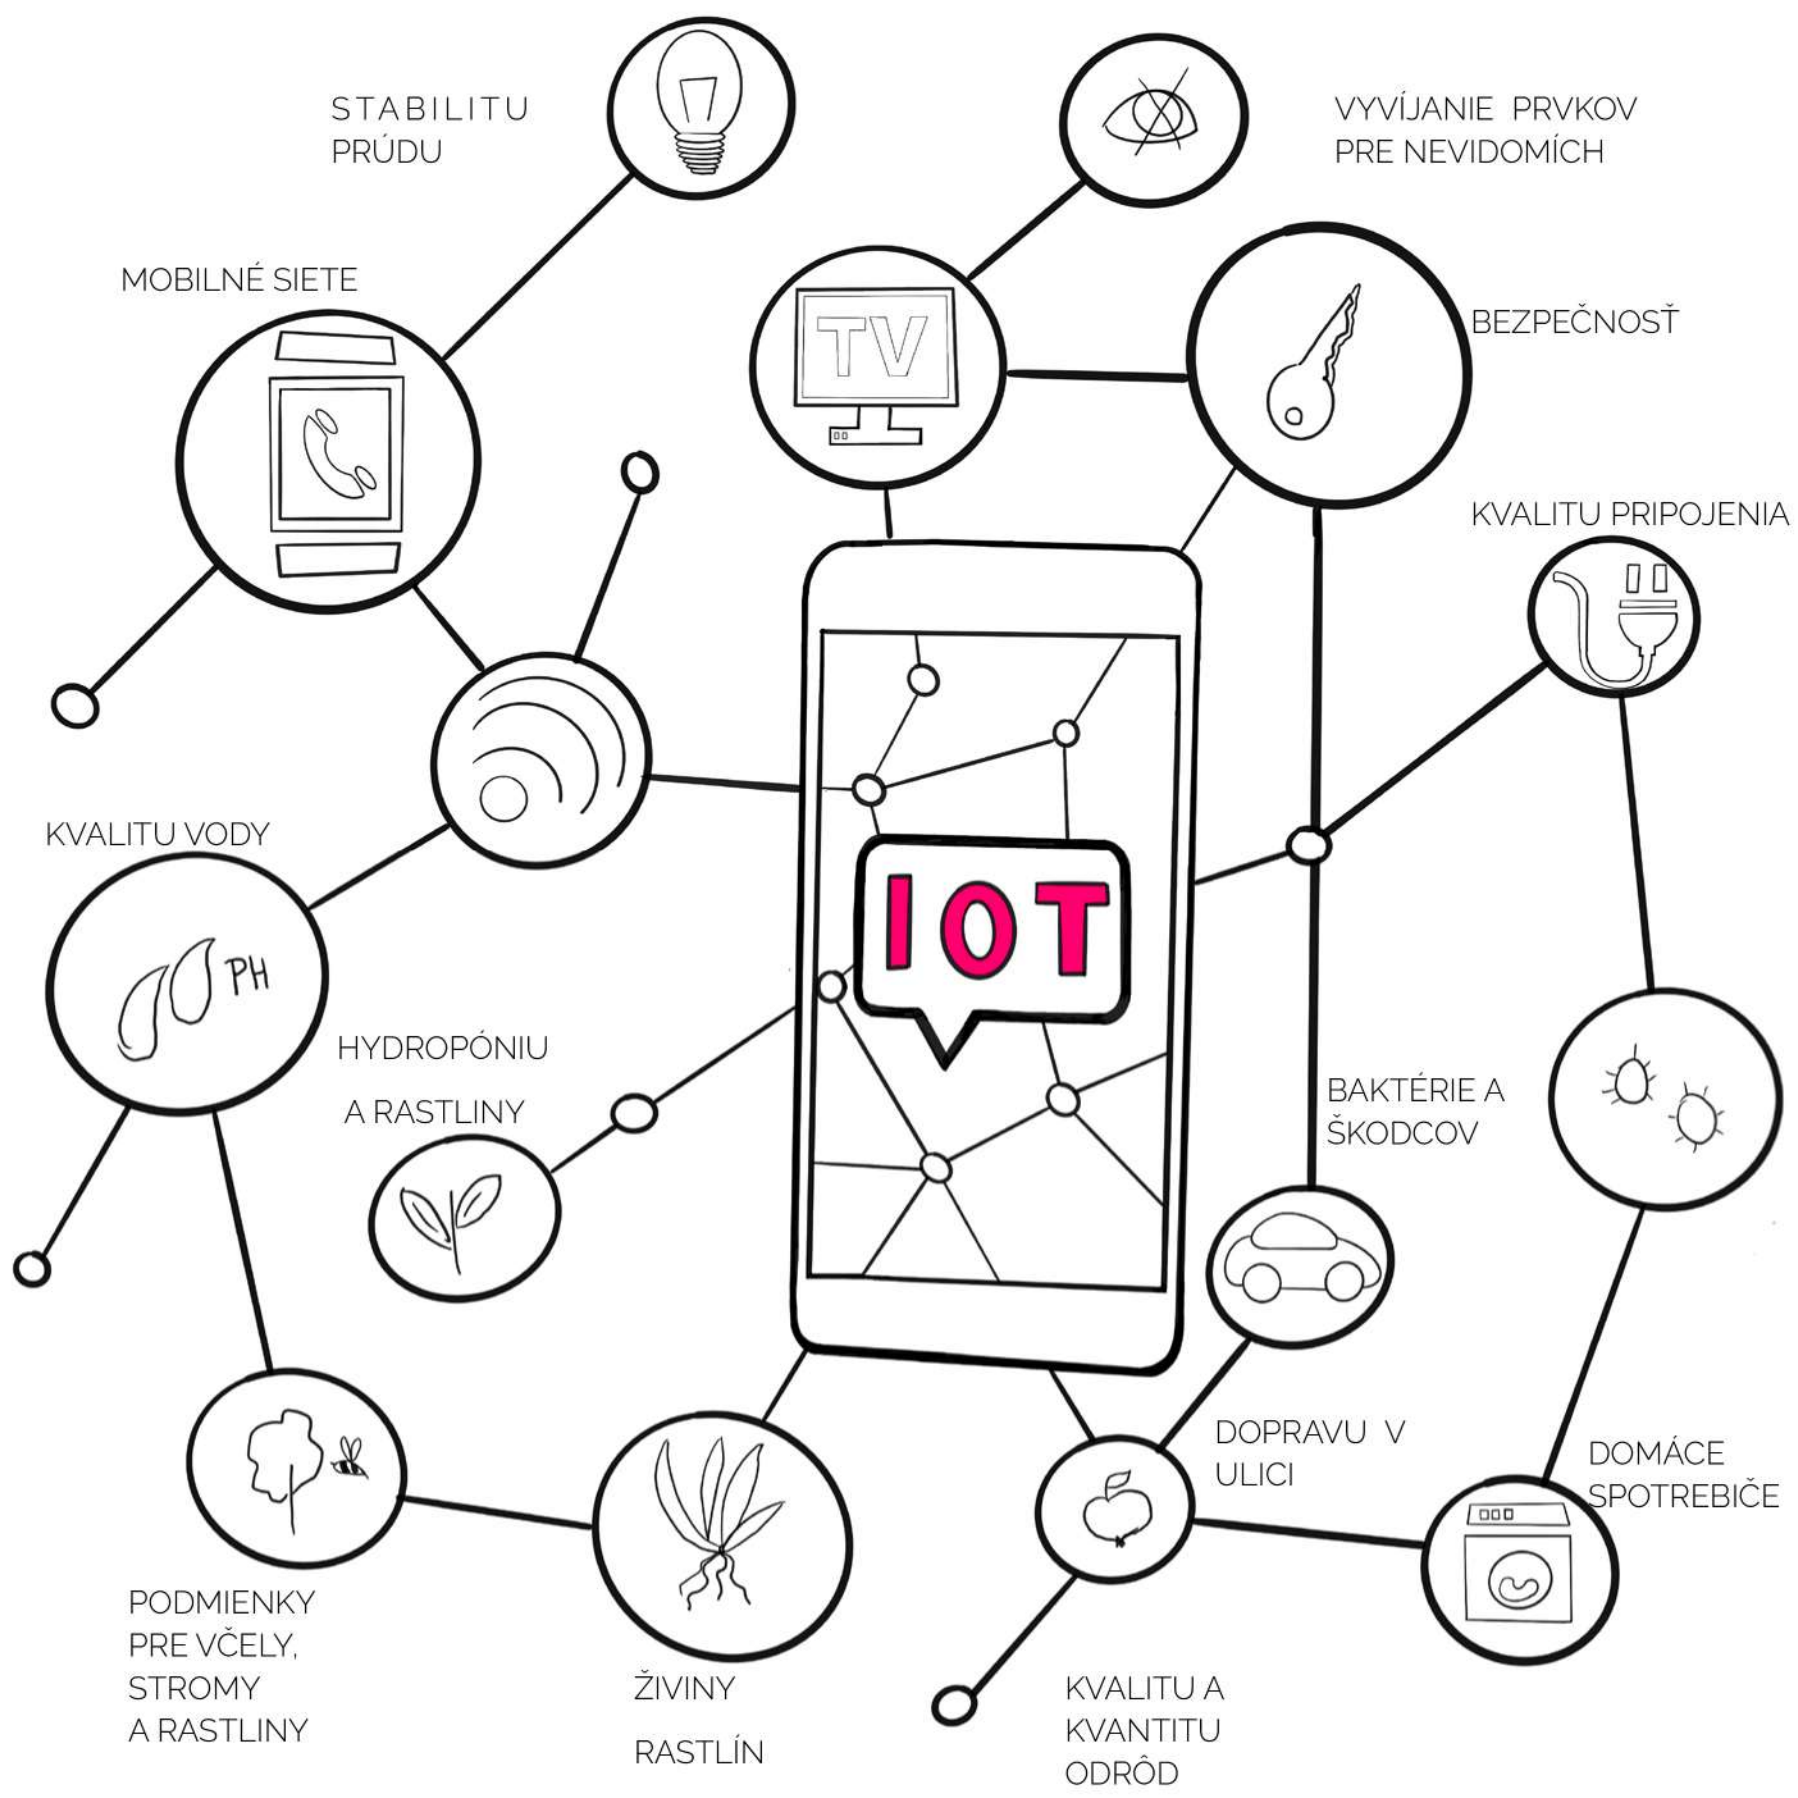 STABILITU
PRÚDU
VYVÍJANIE PRVKOV
PRE NEVIDOMÍCH
MOBILNÉ SIETE
TV
BEZPEČNOSŤ
KVALITU PRIPOJENIA
KVALITU VODY
IOT
PH
HYDROPÓNIU
A RASTLINY
BAKTÉRIE A
ŠKODCOV
DOPRAVU V
ULICI
DOMÁCE
SPOTREBIČE
PODMIENKY
PRE VČELY,
STROMY
A RASTLINY
ŽIVINY
RASTLÍN
KVALITU A
KVANTITU
ODRÔD